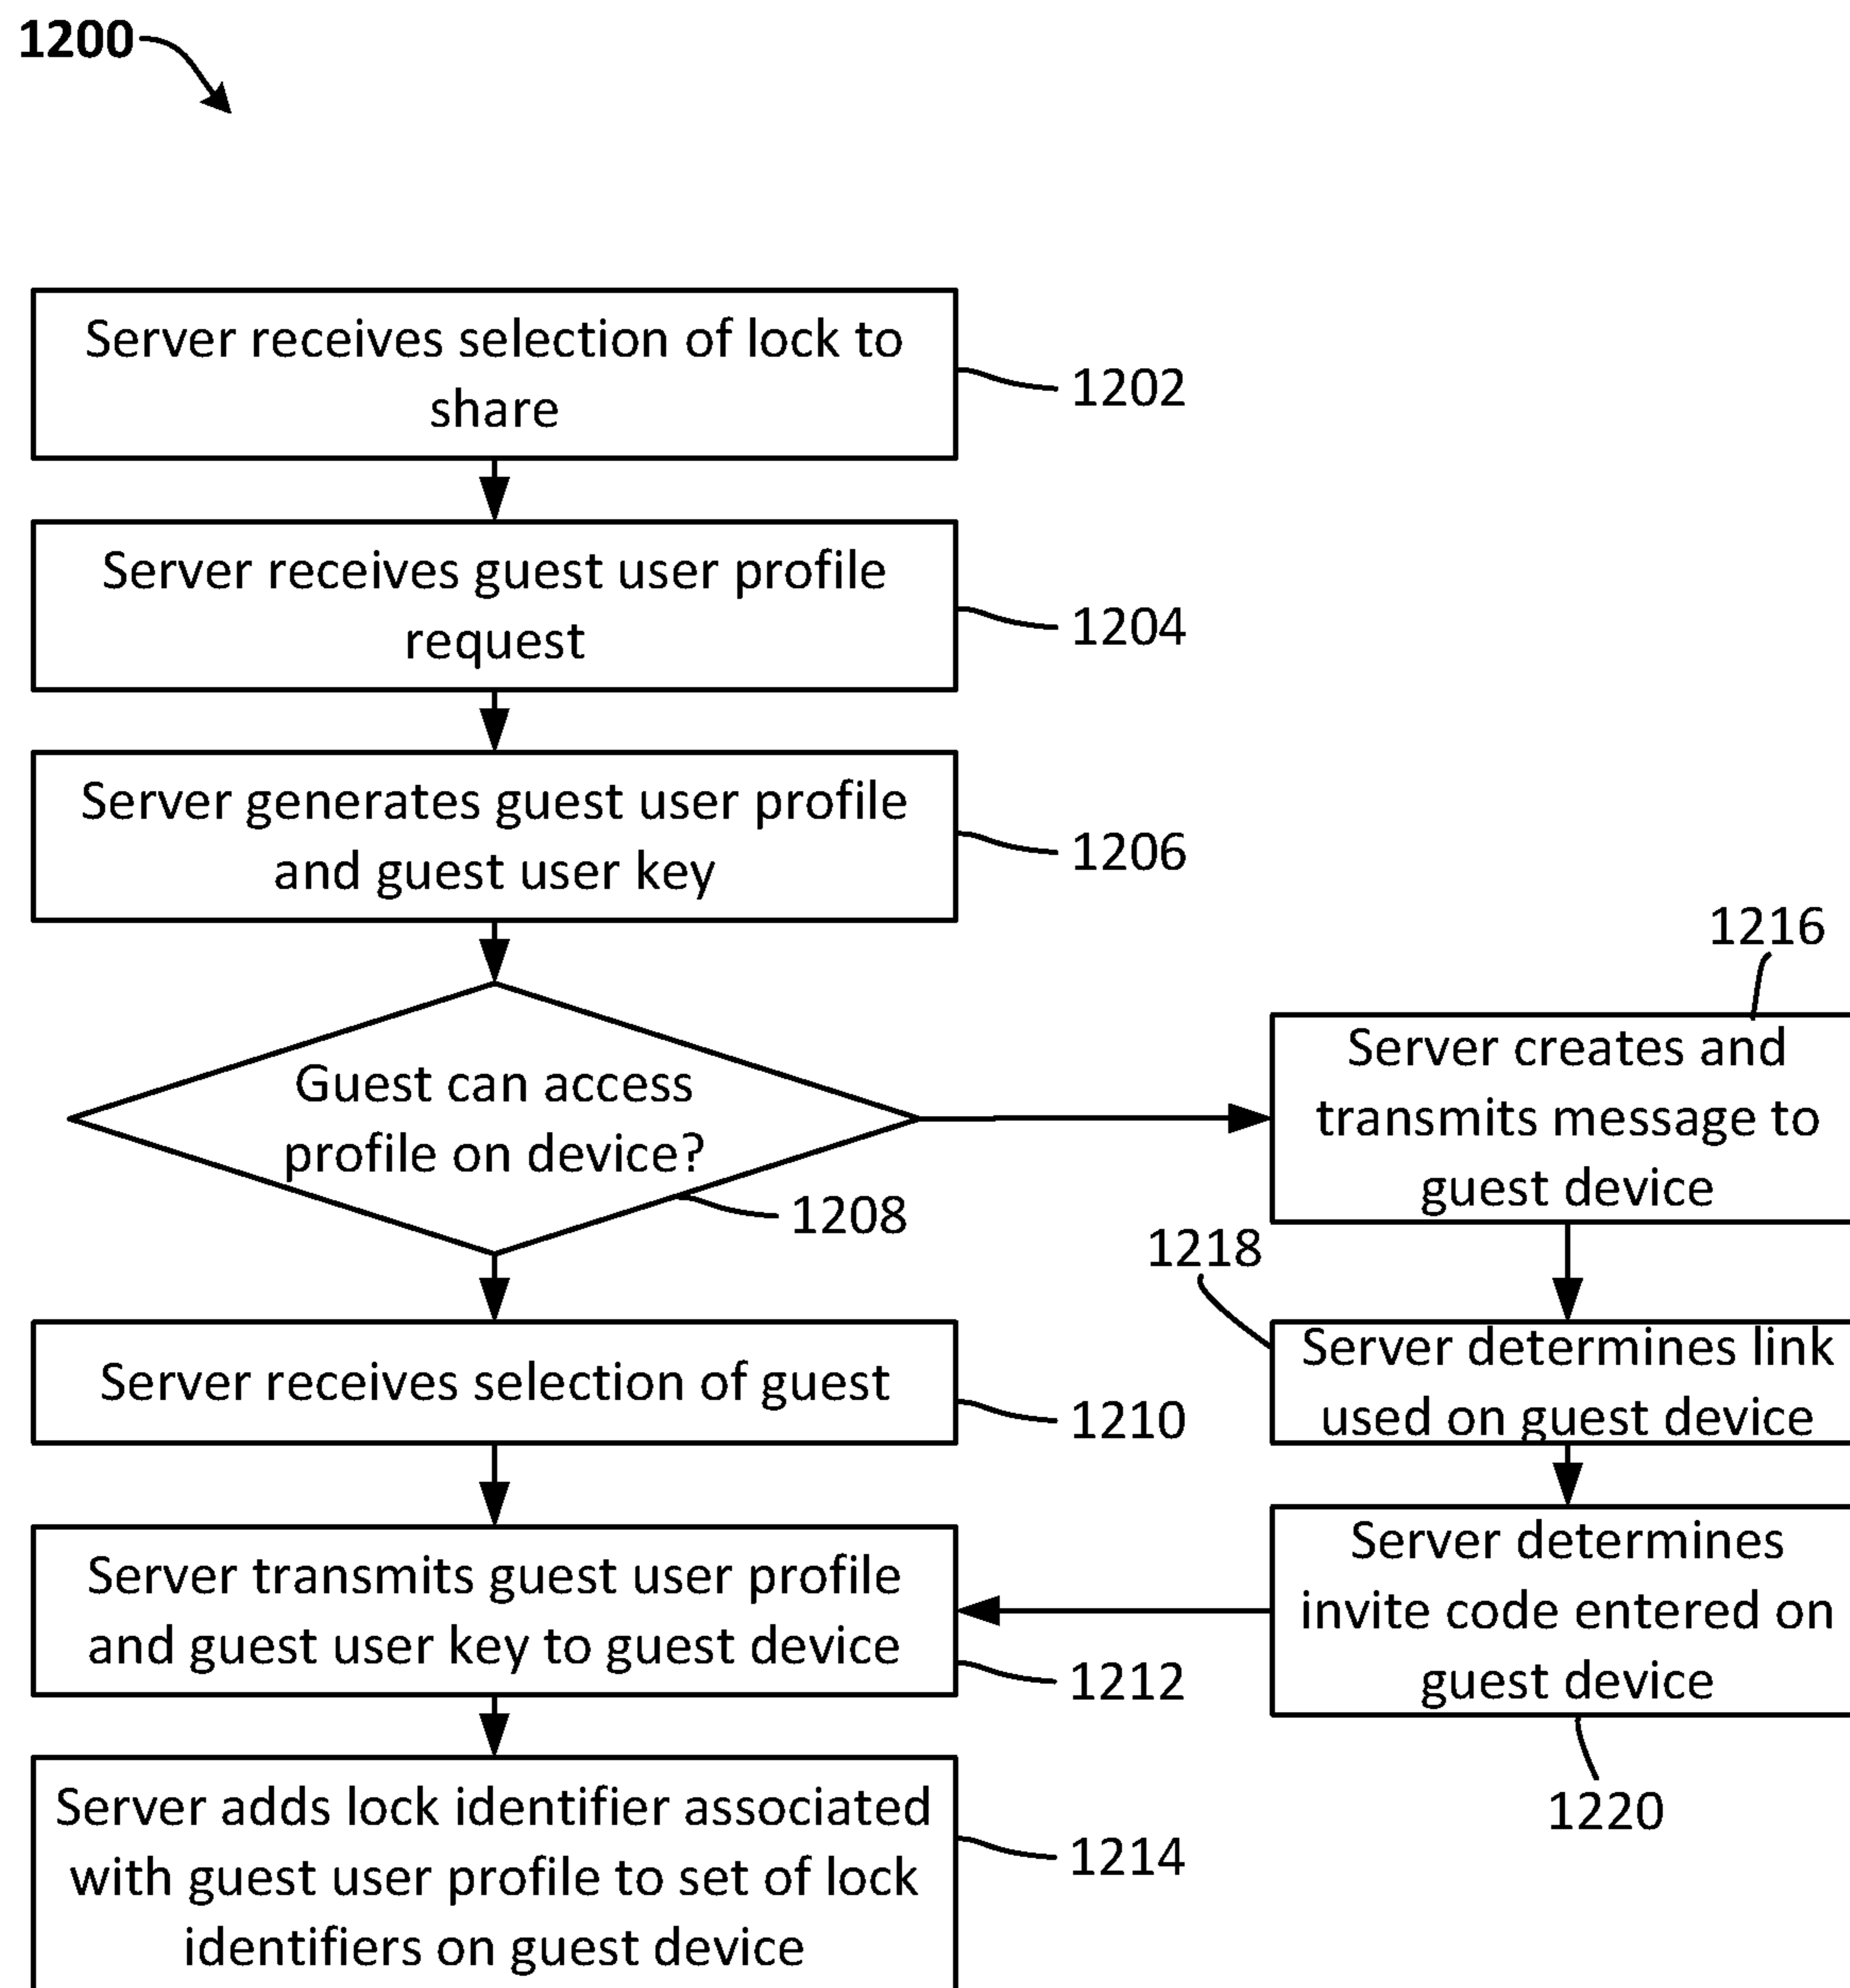 1200
Server receives selection of lock to
share
1202
Server receives guest user profile
request
1204
Server generates guest user profile
and guest user key
1206
Guest can access
profile on device?
1208
Server receives selection of guest
1210
Server transmits guest user profile
and guest user key to guest device
1212
Server adds lock identifier associated
with guest user profile to set of lock
identifiers on guest device
1214
1216
Server creates and
transmits message to
guest device
1218
Server determines link
used on guest device
Server determines
invite code entered on
guest device
1220